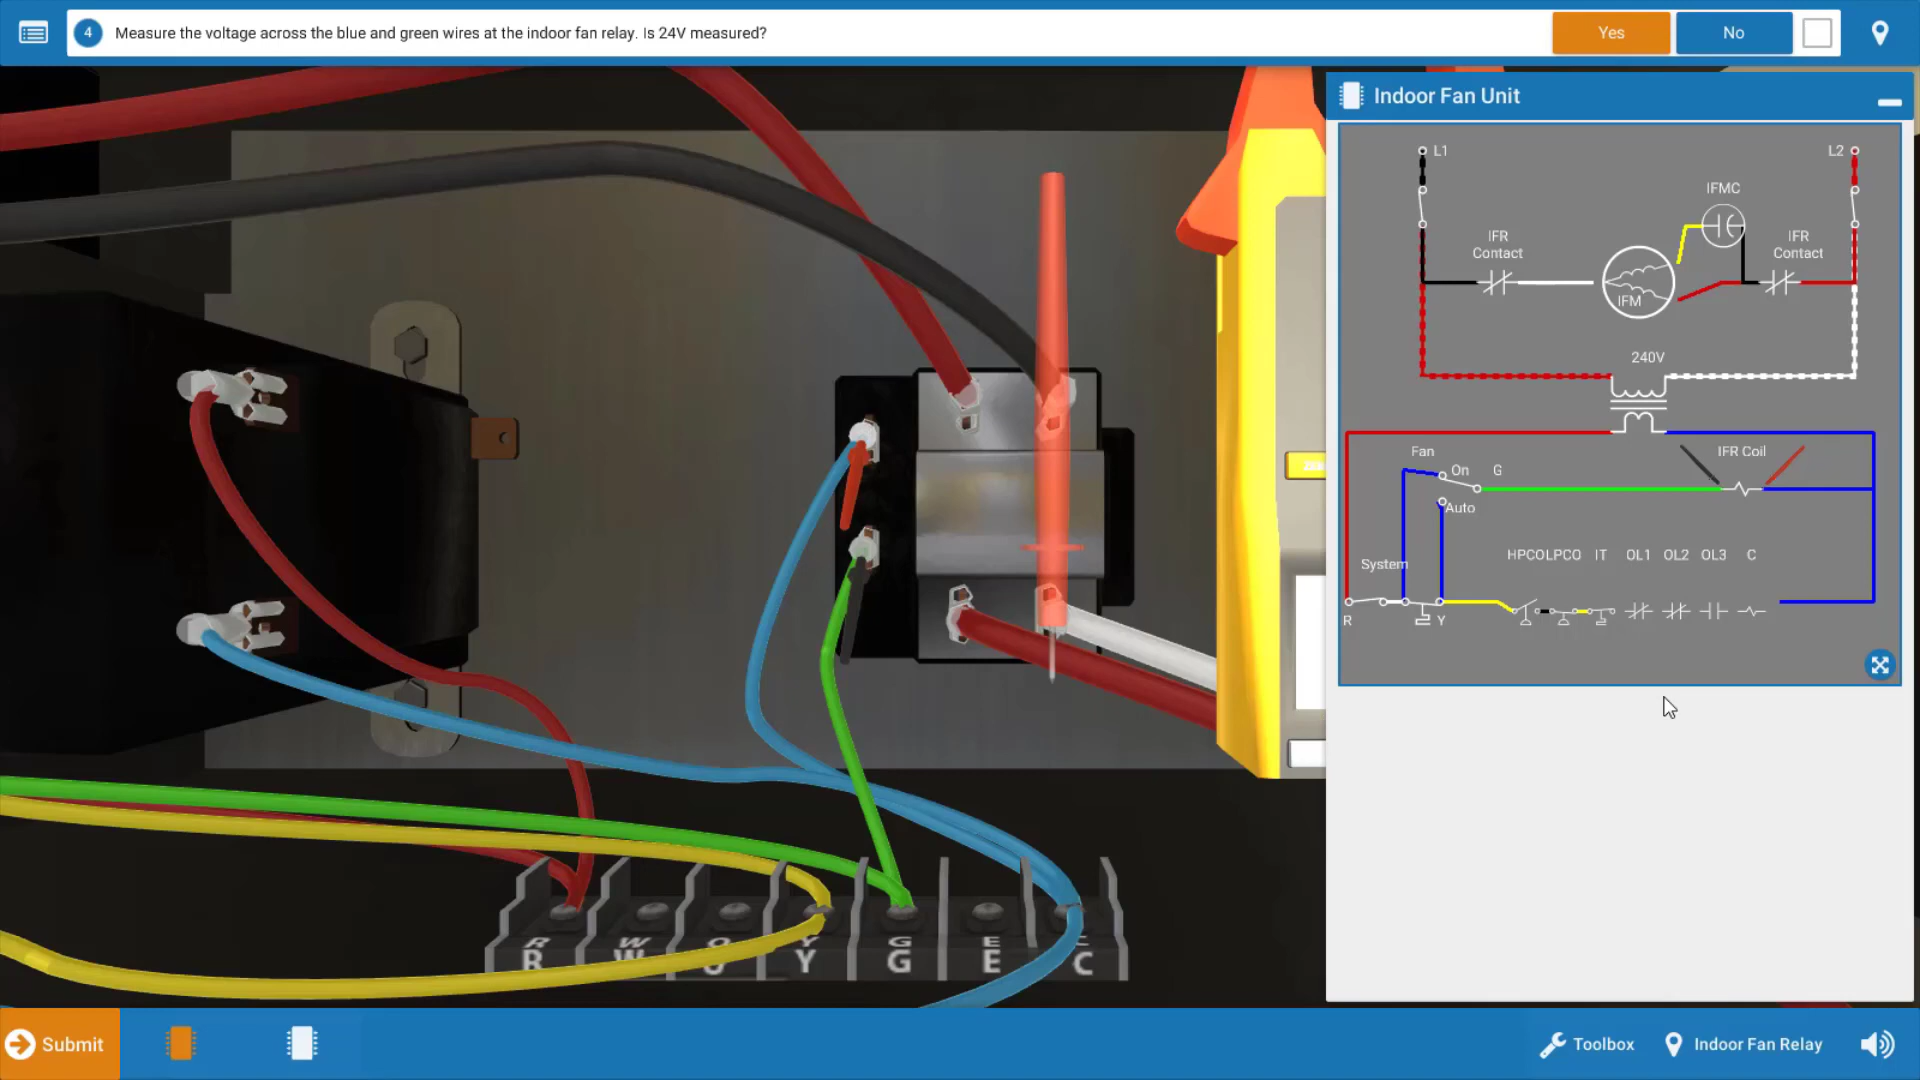 4 Measure the voltage across the blue and green wires at the indoor fan relay. Is 24V measured?
Yes
No
Indoor Fan Unit
L1
L2
IFMC
IFR
Contact
IFR
Contact
IFM
240V
Fan
IFR Coil
On
G
Auto
HPCOLPCO IT OL1 OL2 OL3 C
System
R
Y
R W O Y G E C
R W O Y G E C
Submit
Toolbox
Indoor Fan Relay